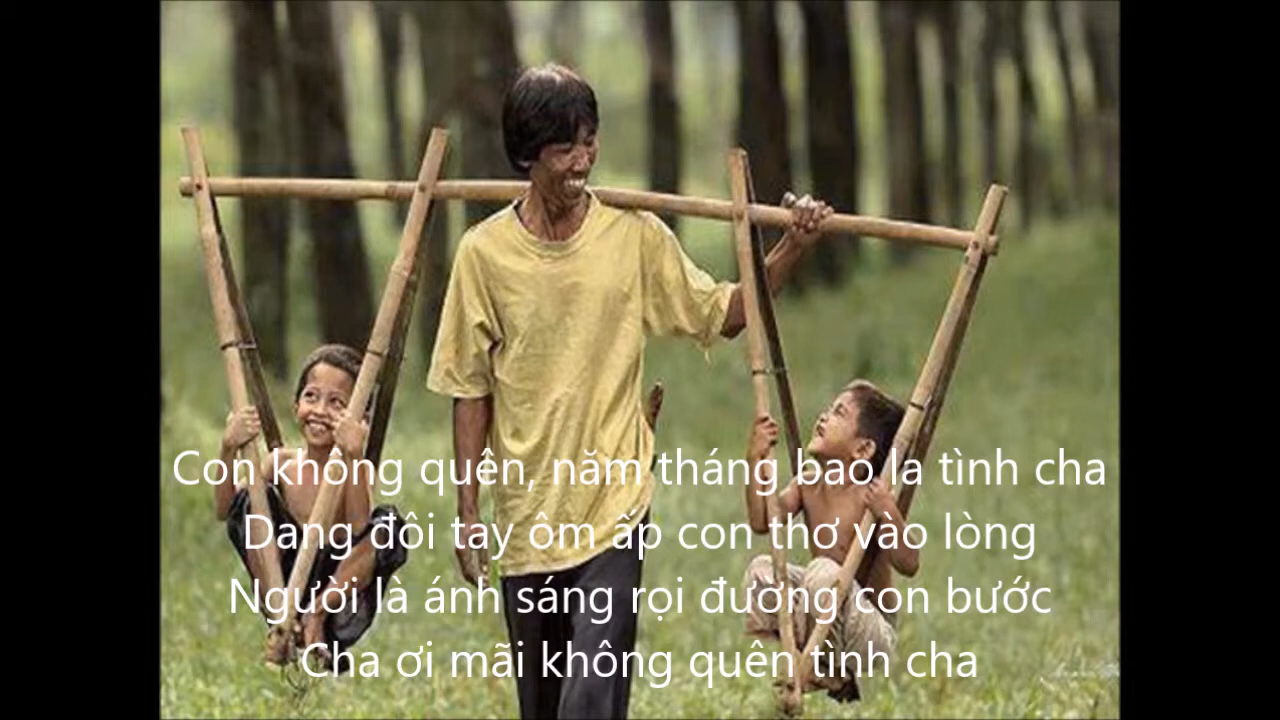 Con không quên, năm tháng bao la tình cha
Dang đôi tay ôm ấp con thơ vào lòng
Người là ánh sáng rọi đường con bước
Cha ơi mãi không quên tình cha